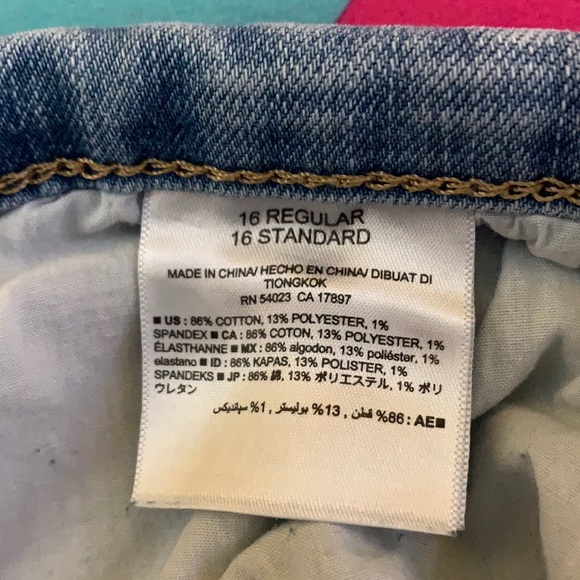 16 REGULAR
16 STANDARD
MADE IN CHINA/ HECHO EN CHINA/ DIBUAT DI
TIONGKOK
RN 54023 CA 17897
■ US : 86% COTTON, 13% POLYESTER, 1%
SPANDEX ■ CA : 86% COTON, 13% POLYESTER, 1%
ÉLASTHANNE ■ MX : 86% algodon, 13% poliéster, 1%
elastano ■ ID : 86% KAPAS, 13% POLISTER, 1%
SPANDEKS ■ JP : 86% 綿, 13% ポリエステル, 1% ポリ
ウレタン
■AE : %86 قطن , %13 بوليستر , %1 سپانديكس